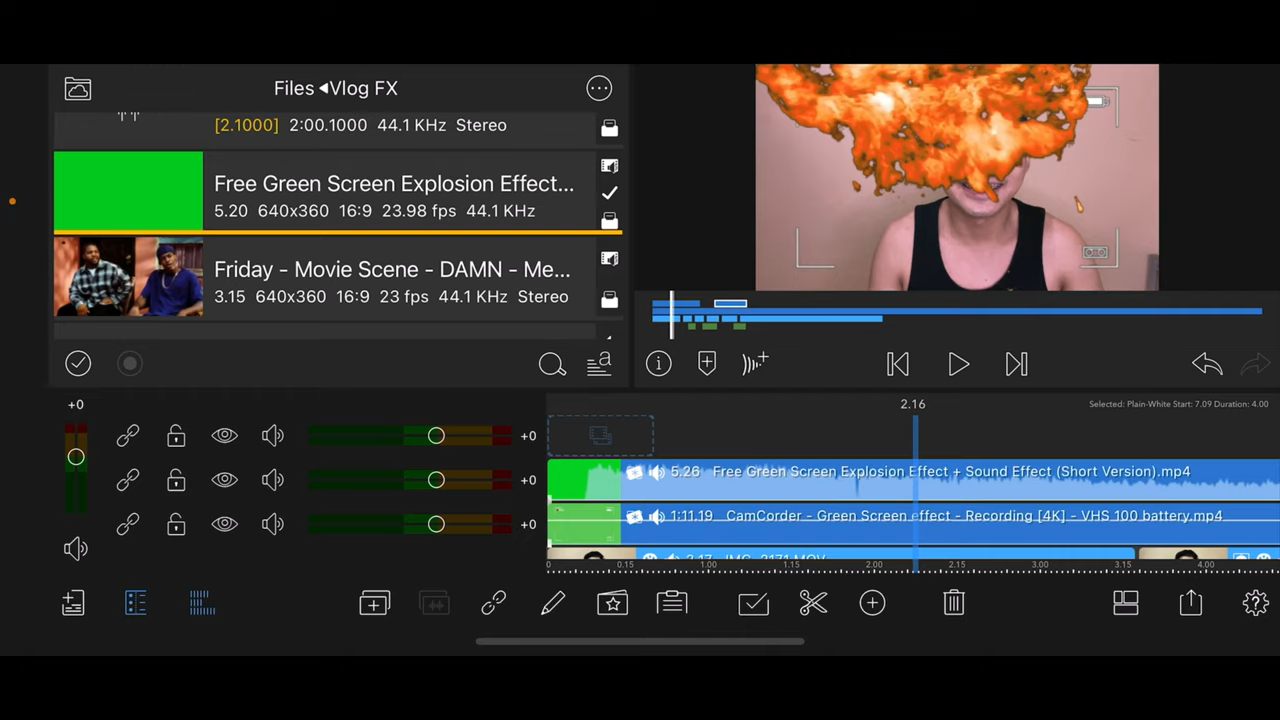 Files ◀Vlog FX
[2.1000] 2:00.1000 44.1 KHz Stereo
Free Green Screen Explosion Effect...
5.20 640x360 16:9 23.98 fps 44.1 KHz
Friday - Movie Scene - DAMN - Me...
3.15 640x360 16:9 23 fps 44.1 KHz Stereo
a
+0
2.16
Selected: Plain-White Start: 7.09 Duration: 4.00
+0
5.26 Free Green Screen Explosion Effect + Sound Effect (Short Version).mp4
+0
1:11.19 CamCorder - Green Screen effect - Recording [4K] - VHS 100 battery.mp4
+0
2.17 IMG_2171.MOV
0 0.15 1.00 1.15 2.00 2.15 3.00 3.15 4.00